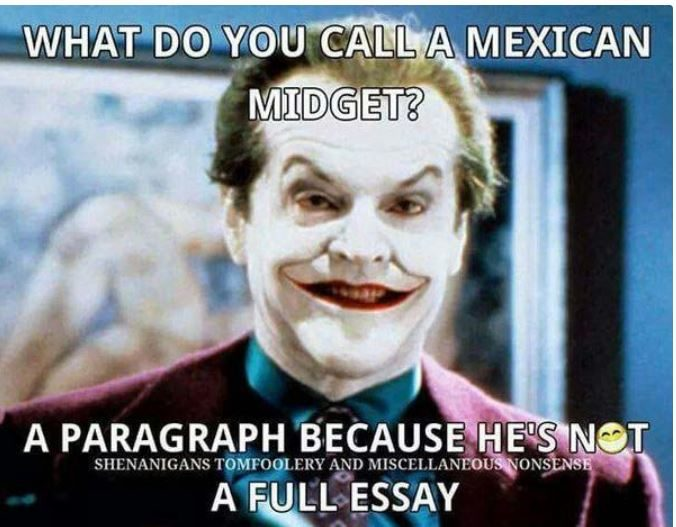 WHAT DO YOU CALL A MEXICAN
MIDGET?
A PARAGRAPH BECAUSE HE'S NOT
SHENANIGANS TOMFOOLERY AND MISCELLANEOUS NONSENSE
A FULL ESSAY